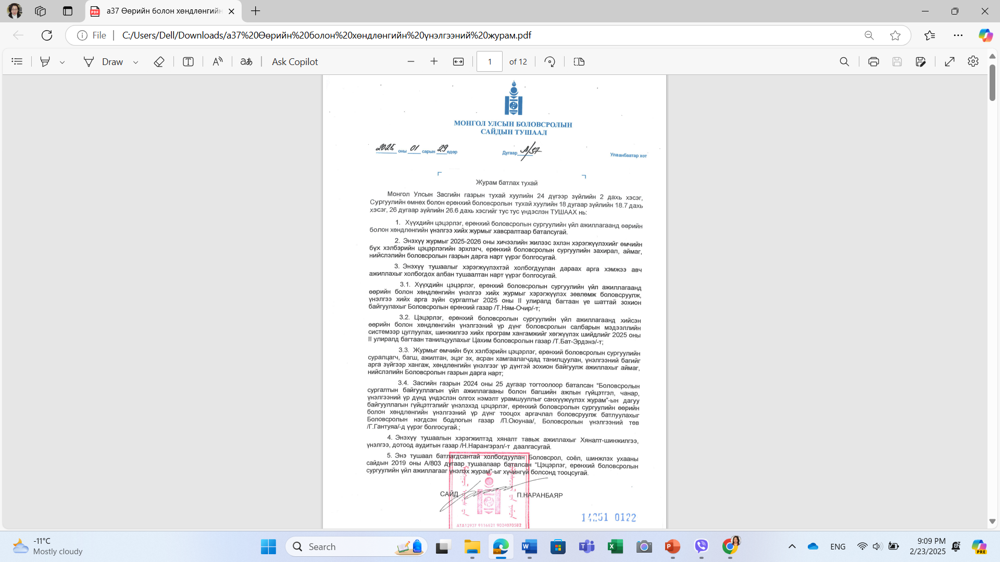 a37 Өөрийн болон хөндлөнгийн
File
C:/Users/Dell/Downloads/a37%20Өөрийн%20болон%20хөндлөнгийн%20үнэлгээний%20журам.pdf
Draw
Ask Copilot
1 of 12
МОНГОЛ УЛСЫН БОЛОВСРОЛЫН
САЙДЫН ТУШААЛ
2025 оны 01 сарын 29 өдөр
Дугаар А/37
Улаанбаатар хот
Журам батлах тухай
Монгол Улсын Засгийн газрын тухай хуулийн 24 дүгээр зүйлийн 2 дахь хэсэг,
Сургуулийн өмнөх болон ерөнхий боловсролын тухай хуулийн 18 дугаар зүйлийн 18.7 дахь
хэсэг, 26 дугаар зүйлийн 26.6 дахь хэсгийг тус тус үндэслэн ТУШААХ нь:
1. Хүүхдийн цэцэрлэг, ерөнхий боловсролын сургуулийн үйл ажиллагаанд өөрийн
болон хөндлөнгийн үнэлгээ хийх журмыг хавсралтаар баталсугай.
2. Энэхүү журмыг 2025-2026 оны хичээлийн жилээс эхлэн хэрэгжүүлэхийг өмчийн
бүх хэлбэрийн цэцэрлэгийн эрхлэгч, ерөнхий боловсролын сургуулийн захирал, аймаг,
нийслэлийн боловсролын газрын дарга нарт үүрэг болгосугай.
3. Энэхүү тушаалыг хэрэгжүүлэхтэй холбогдуулан дараах арга хэмжээ авч
ажиллахыг холбогдох албан тушаалтан нарт үүрэг болгосугай.
3.1. Хүүхдийн цэцэрлэг, ерөнхий боловсролын сургуулийн үйл ажиллагаанд
өөрийн болон хөндлөнгийн үнэлгээ хийх журмыг хэрэгжүүлэх зөвлөмж боловсруулж,
үнэлгээ хийх арга зүйн сургалтыг 2025 оны II улиралд багтаан үе шаттай зохион
байгуулахыг Боловсролын ерөнхий газар /Т.Ням-Очир/-т;
3.2. Цэцэрлэг, ерөнхий боловсролын сургуулийн үйл ажиллагаанд хийсэн
өөрийн болон хөндлөнгийн үнэлгээний үр дүнг боловсролын салбарын мэдээллийн
системээр цуглуулах, шинжилгээ хийх програм хангамжийг хөгжүүлэх шийдлийг 2025 оны
II улиралд багтаан танилцуулахыг Цахим боловсролын газар /Т.Бат-Эрдэнэ/-т;
3.3. Журмыг өмчийн бүх хэлбэрийн цэцэрлэг, ерөнхий боловсролын сургуулийн
суралцагч, багш, ажилтан, эцэг эх, асран хамгаалагчдад танилцуулан, үнэлгээний багийг
арга зүйгээр хангаж, хөндлөнгийн үнэлгээг үр дүнтэй зохион байгуулж ажиллахыг аймаг,
нийслэлийн Боловсролын газрын дарга нарт;
3.4. Засгийн газрын 2024 оны 25 дугаар тогтоолоор баталсан “Боловсролын
сургалтын байгууллагын үйл ажиллагааны болон багшийн ажлын гүйцэтгэл, чанар,
үнэлгээний үр дүнд үндэслэн олгох нэмэлт урамшууллыг санхүүжүүлэх журам”-ын дагуу
байгууллагын гүйцэтгэлийг үнэлэхэд цэцэрлэг, ерөнхий боловсролын сургуулийн өөрийн
болон хөндлөнгийн үнэлгээний үр дүнг тооцох аргачлал боловсруулж батлуулахыг
Боловсролын нэгдсэн бодлогын газар /П.Оюунаа/, Боловсролын үнэлгээний төв
/Г.Гантуяа/-д үүрэг болгосугай.;
4. Энэхүү тушаалын хэрэгжилтэд хяналт тавьж ажиллахыг Хяналт-шинжилгээ,
үнэлгээ, дотоод аудитын газар /Н.Нарангэрэл/-т даалгасугай.
5. Энэ тушаал батлагдсантай холбогдуулан Боловсрол, соёл, шинжлэх ухааны
сайдын 2019 оны А/803 дугаар тушаалаар баталсан “Цэцэрлэг, ерөнхий боловсролын
сургуулийн үйл ажиллагааг үнэлэх журам”-ыг хүчингүй болсонд тооцсугай.
САЙД
П.НАРАНБАЯР
14251 0122
-11°C
Mostly cloudy
Search
ENG
9:09 PM
2/23/2025